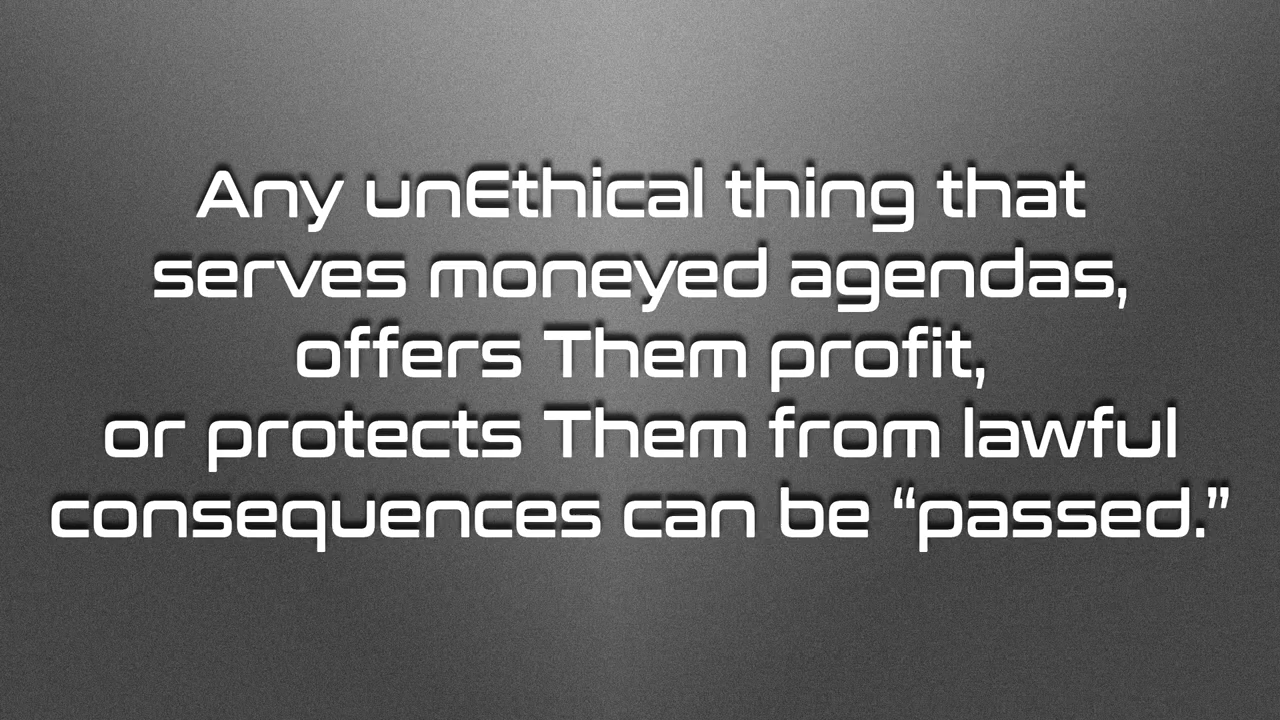 Any unEthical thing that
serves moneyed agendas,
offers Them profit,
or protects Them from lawful
consequences can be “passed.”